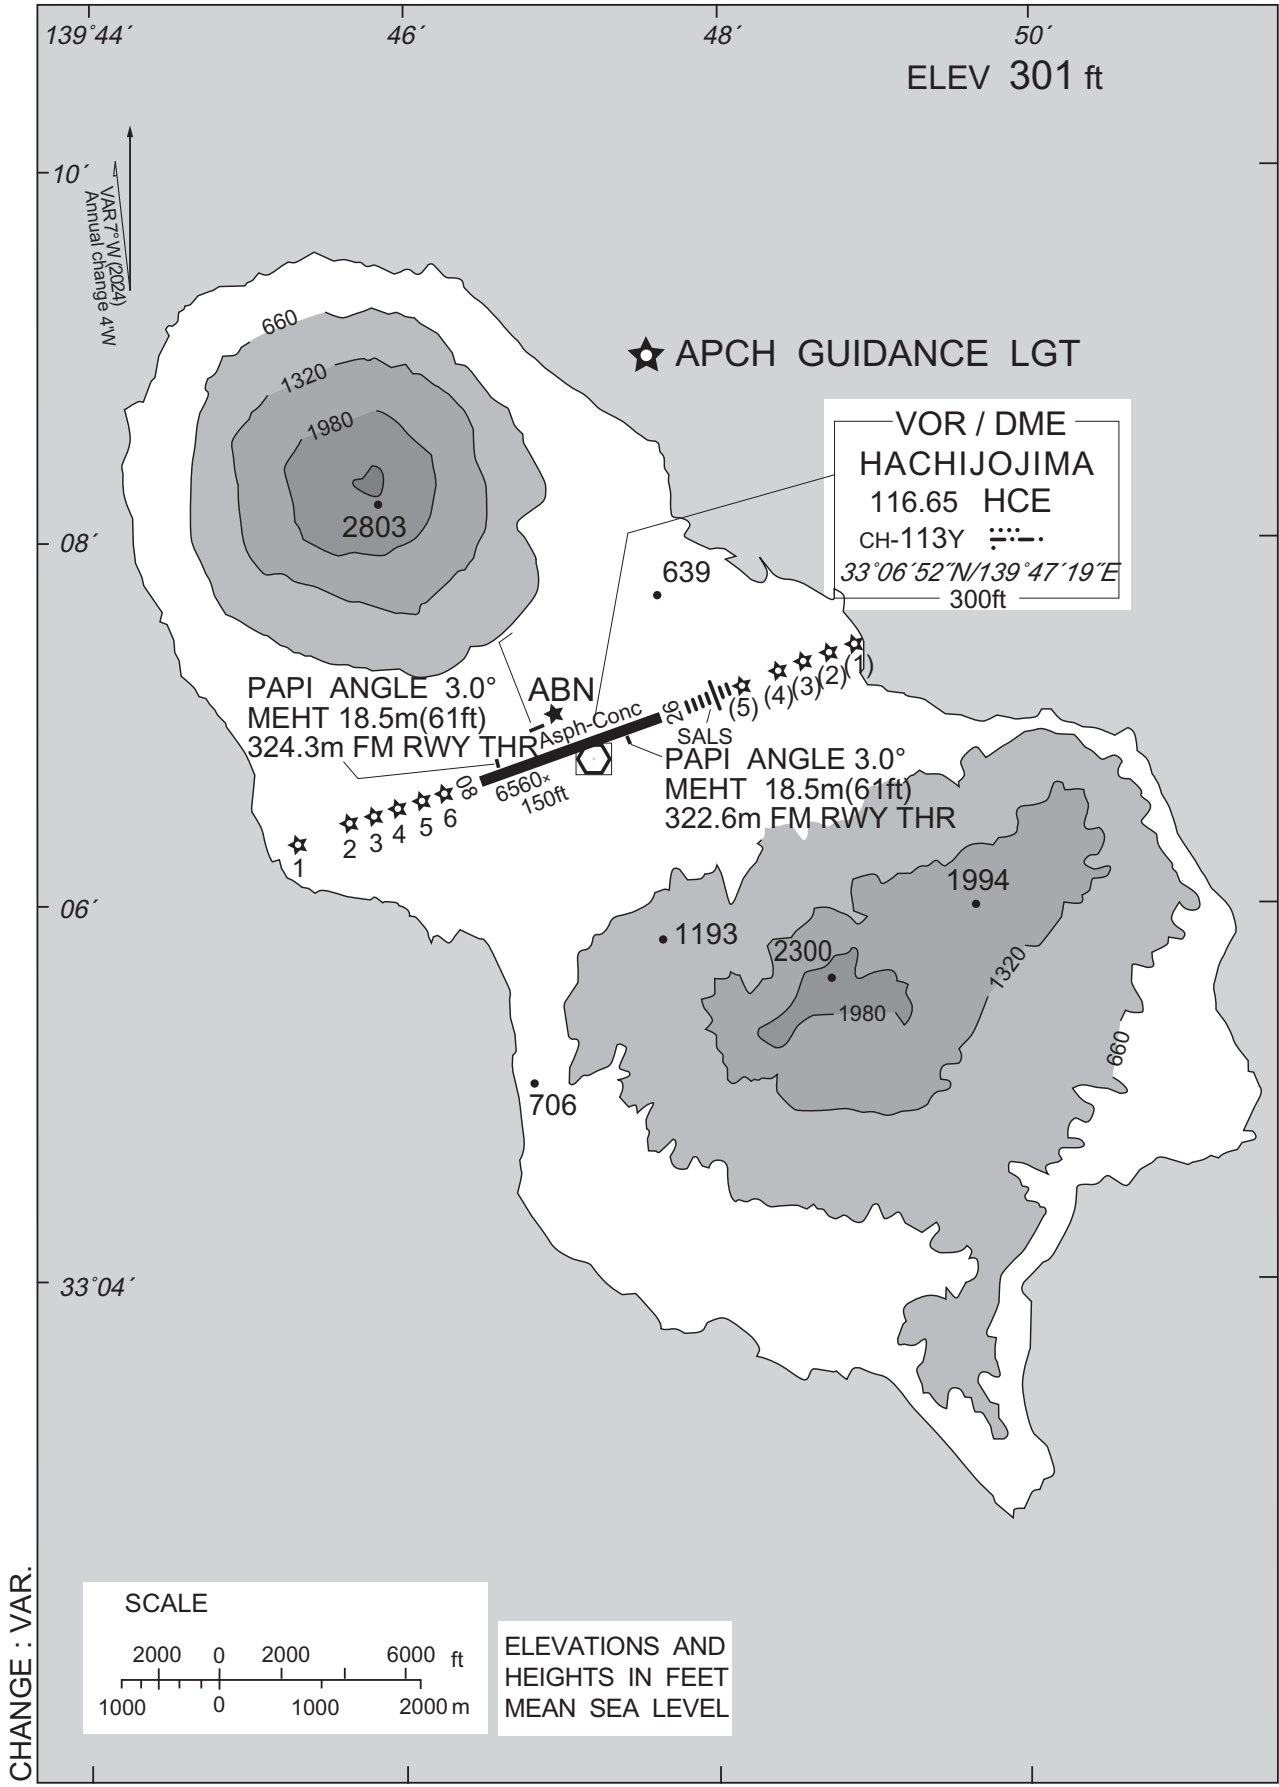 139°44′
46′
48′
50′
ELEV 301 ft
10′
VAR 7° W (2024)
Annual change 4'W
660
1320
1980
2803
APCH GUIDANCE LGT
VOR / DME
HACHIJOJIMA
116.65 HCE
CH-113Y
33°06′52″N/139°47′19″E
300ft
08′
639
PAPI ANGLE 3.0°
MEHT 18.5m(61ft)
324.3m FM RWY THR
ABN
Asph-Conc
26
SALS
(5)
(4)
(3)
(2)
(1)
08
6560×
150ft
PAPI ANGLE 3.0°
MEHT 18.5m(61ft)
322.6m FM RWY THR
1
2
3
4
5
6
06′
1994
1193
2300
1980
1320
660
706
33°04′
SCALE
2000 0 2000 6000 ft
1000 0 1000 2000 m
ELEVATIONS AND
HEIGHTS IN FEET
MEAN SEA LEVEL
CHANGE : VAR.